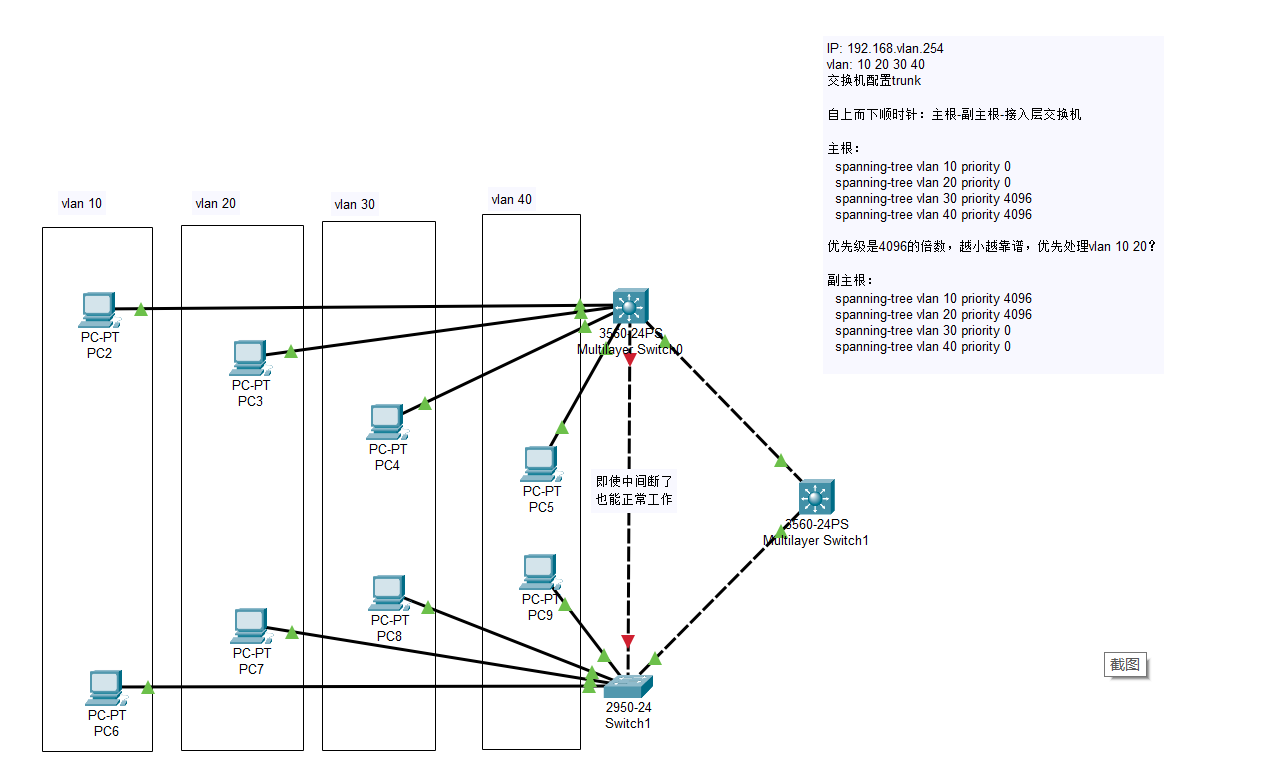 IP: 192.168.vlan.254
vlan: 10 20 30 40
交换机配置trunk
自上而下顺时针：主根-副主根-接入层交换机
主根：
spanning-tree vlan 10 priority 0
spanning-tree vlan 20 priority 0
spanning-tree vlan 30 priority 4096
spanning-tree vlan 40 priority 4096
优先级是4096的倍数，越小越靠谱，优先处理vlan 10 20?
副主根：
spanning-tree vlan 10 priority 4096
spanning-tree vlan 20 priority 4096
spanning-tree vlan 30 priority 0
spanning-tree vlan 40 priority 0
vlan 10
vlan 20
vlan 30
vlan 40
PC-PT
PC2
PC-PT
PC3
PC-PT
PC4
PC-PT
PC5
3560-24PS
Multilayer Switch0
即使中间断了
也能正常工作
3560-24PS
Multilayer Switch1
PC-PT
PC9
PC-PT
PC8
PC-PT
PC7
PC-PT
PC6
2950-24
Switch1
截图